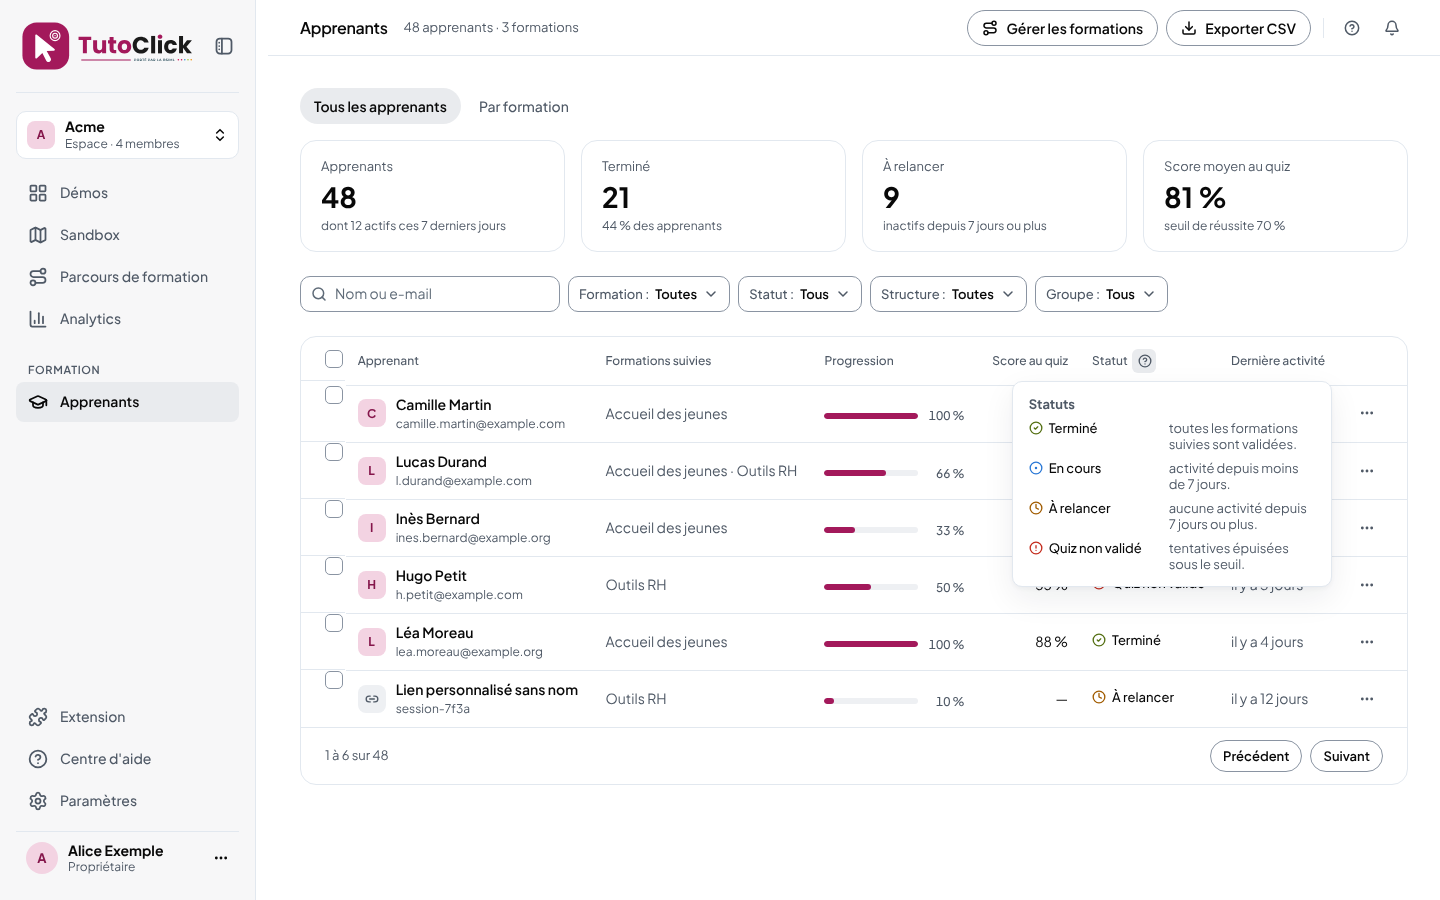 TutoClick
Apprenants
48 apprenants · 3 formations
Gérer les formations
Exporter CSV
A
Acme
Espace · 4 membres
Démos
Sandbox
Parcours de formation
Analytics
FORMATION
Apprenants
Extension
Centre d'aide
Paramètres
A
Alice Exemple
Propriétaire
Tous les apprenants
Par formation
Apprenants
48
dont 12 actifs ces 7 derniers jours
Terminé
21
44 % des apprenants
À relancer
9
inactifs depuis 7 jours ou plus
Score moyen au quiz
81 %
seuil de réussite 70 %
Nom ou e-mail
Formation : Toutes
Statut : Tous
Structure : Toutes
Groupe : Tous
Apprenant
Formations suivies
Progression
Score au quiz
Statut
Dernière activité
C
Camille Martin
camille.martin@example.com
Accueil des jeunes
100 %
L
Lucas Durand
l.durand@example.com
Accueil des jeunes · Outils RH
66 %
I
Inès Bernard
ines.bernard@example.org
Accueil des jeunes
33 %
H
Hugo Petit
h.petit@example.com
Outils RH
50 %
L
Léa Moreau
lea.moreau@example.org
Accueil des jeunes
100 %
88 %
Terminé
il y a 4 jours
Lien personnalisé sans nom
session-7f3a
Outils RH
10 %
—
À relancer
il y a 12 jours
Statuts
Terminé
toutes les formations
suivies sont validées.
En cours
activité depuis moins
de 7 jours.
À relancer
aucune activité depuis
7 jours ou plus.
Quiz non validé
tentatives épuisées
sous le seuil.
1 à 6 sur 48
Précédent
Suivant